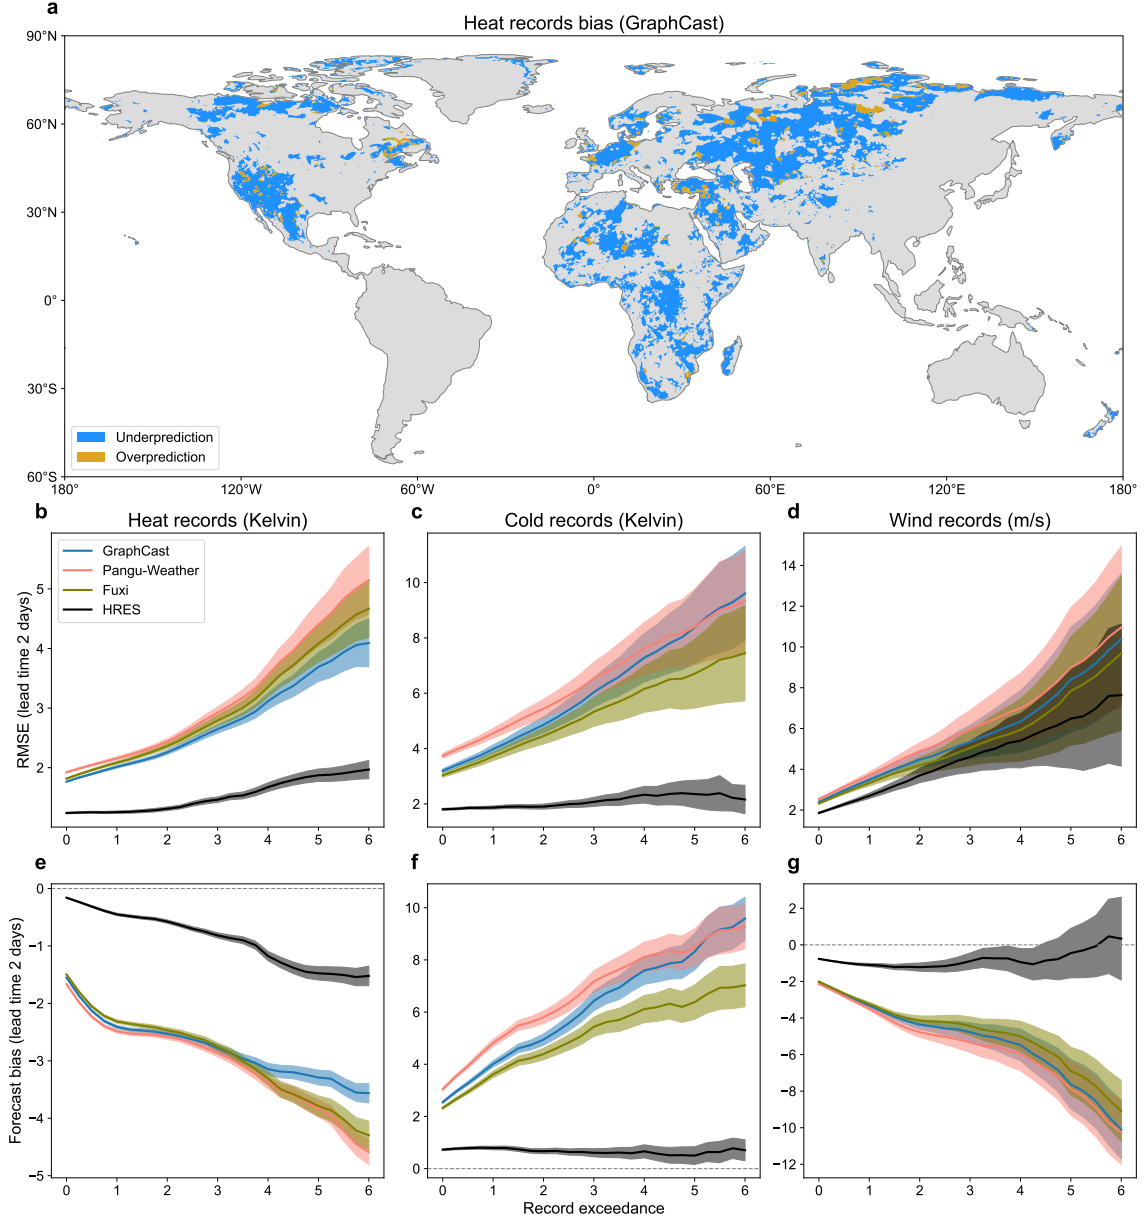 a
Heat records bias (GraphCast)
90°N
60°N
30°N
0°
30°S
60°S
Underprediction
Overprediction
180°
120°W
60°W
0°
60°E
120°E
180°
b
Heat records (Kelvin)
c
Cold records (Kelvin)
d
Wind records (m/s)
RMSE (lead time 2 days)
5
4
3
2
GraphCast
Pangu-Weather
Fuxi
HRES
0 1 2 3 4 5 6
10
8
6
4
2
0 1 2 3 4 5 6
14
12
10
8
6
4
2
0 1 2 3 4 5 6
e
f
g
Forecast bias (lead time 2 days)
0
−1
−2
−3
−4
−5
0 1 2 3 4 5 6
10
8
6
4
2
0
0 1 2 3 4 5 6
2
0
−2
−4
−6
−8
−10
−12
0 1 2 3 4 5 6
Record exceedance